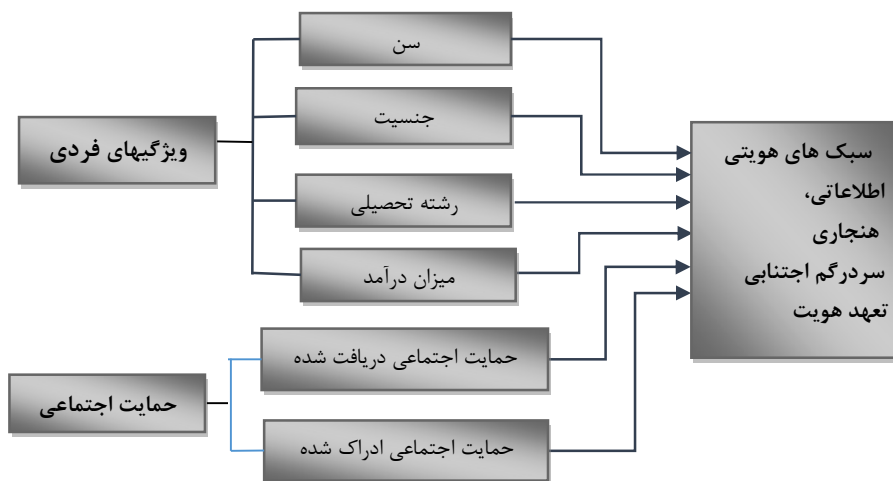 سن
جنسیت
ویژگیهای فردی
رشته تحصیلی
میزان درآمد
سبک های هویتی
اطلاعاتی،
هنجاری
سردرگم اجتنابی
تعهد هویت
حمایت اجتماعی دریافت شده
حمایت اجتماعی
حمایت اجتماعی ادراک شده